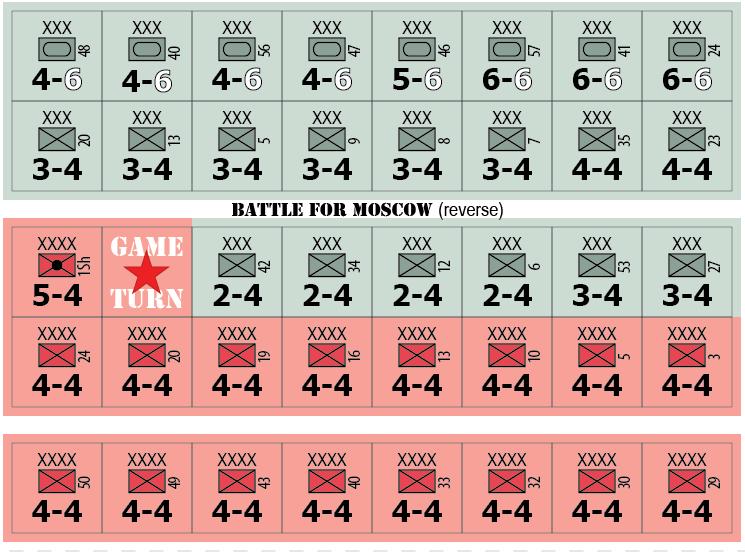 XXX XXX XXX XXX XXX XXX XXX XXX
48 40 56 47 46 57 41 24
4-6 4-6 4-6 4-6 5-6 6-6 6-6 6-6
XXX XXX XXX XXX XXX XXX XXX XXX
20 13 5 9 8 7 35 23
3-4 3-4 3-4 3-4 3-4 3-4 4-4 4-4
BATTLE FOR MOSCOW (reverse)
XXXX GAME XXX XXX XXX XXX XXX XXX
1Sh 42 34 12 6 53 27
5-4 TURN 2-4 2-4 2-4 2-4 3-4 3-4
XXXX XXXX XXXX XXXX XXXX XXXX XXXX XXXX
24 20 19 16 13 10 5 3
4-4 4-4 4-4 4-4 4-4 4-4 4-4 4-4
XXXX XXXX XXXX XXXX XXXX XXXX XXXX XXXX
50 49 43 40 33 32 30 29
4-4 4-4 4-4 4-4 4-4 4-4 4-4 4-4